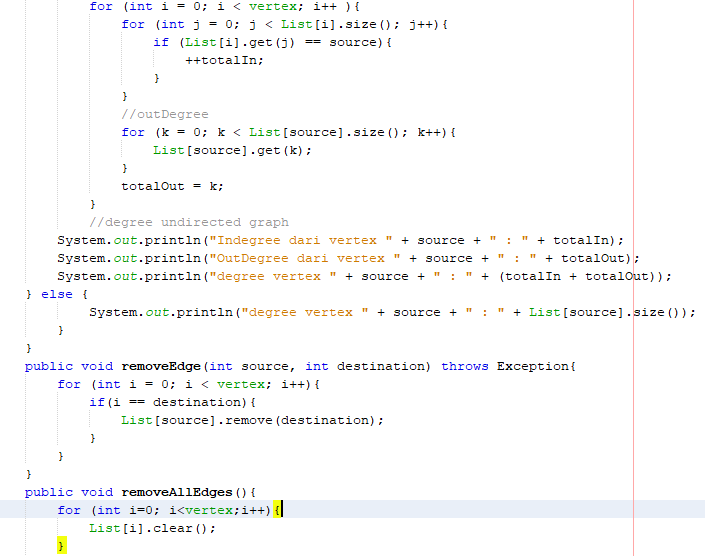 for (int i = 0; i < vertex; i++ ){
for (int j = 0; j < List[i].size(); j++){
if (List[i].get(j) == source){
++totalIn;
}
}
//outDegree
for (k = 0; k < List[source].size(); k++){
List[source].get(k);
}
totalOut = k;
}
//degree undirected graph
System.out.println("Indegree dari vertex " + source + " : " + totalIn);
System.out.println("OutDegree dari vertex " + source + " : " + totalOut);
System.out.println("degree vertex " + source + " : " + (totalIn + totalOut));
} else {
System.out.println("degree vertex " + source + " : " + List[source].size());
}
}
public void removeEdge(int source, int destination) throws Exception{
for (int i = 0; i < vertex; i++){
if(i == destination){
List[source].remove(destination);
}
}
}
public void removeAllEdges(){
for (int i=0; i<vertex;i++){
List[i].clear();
}